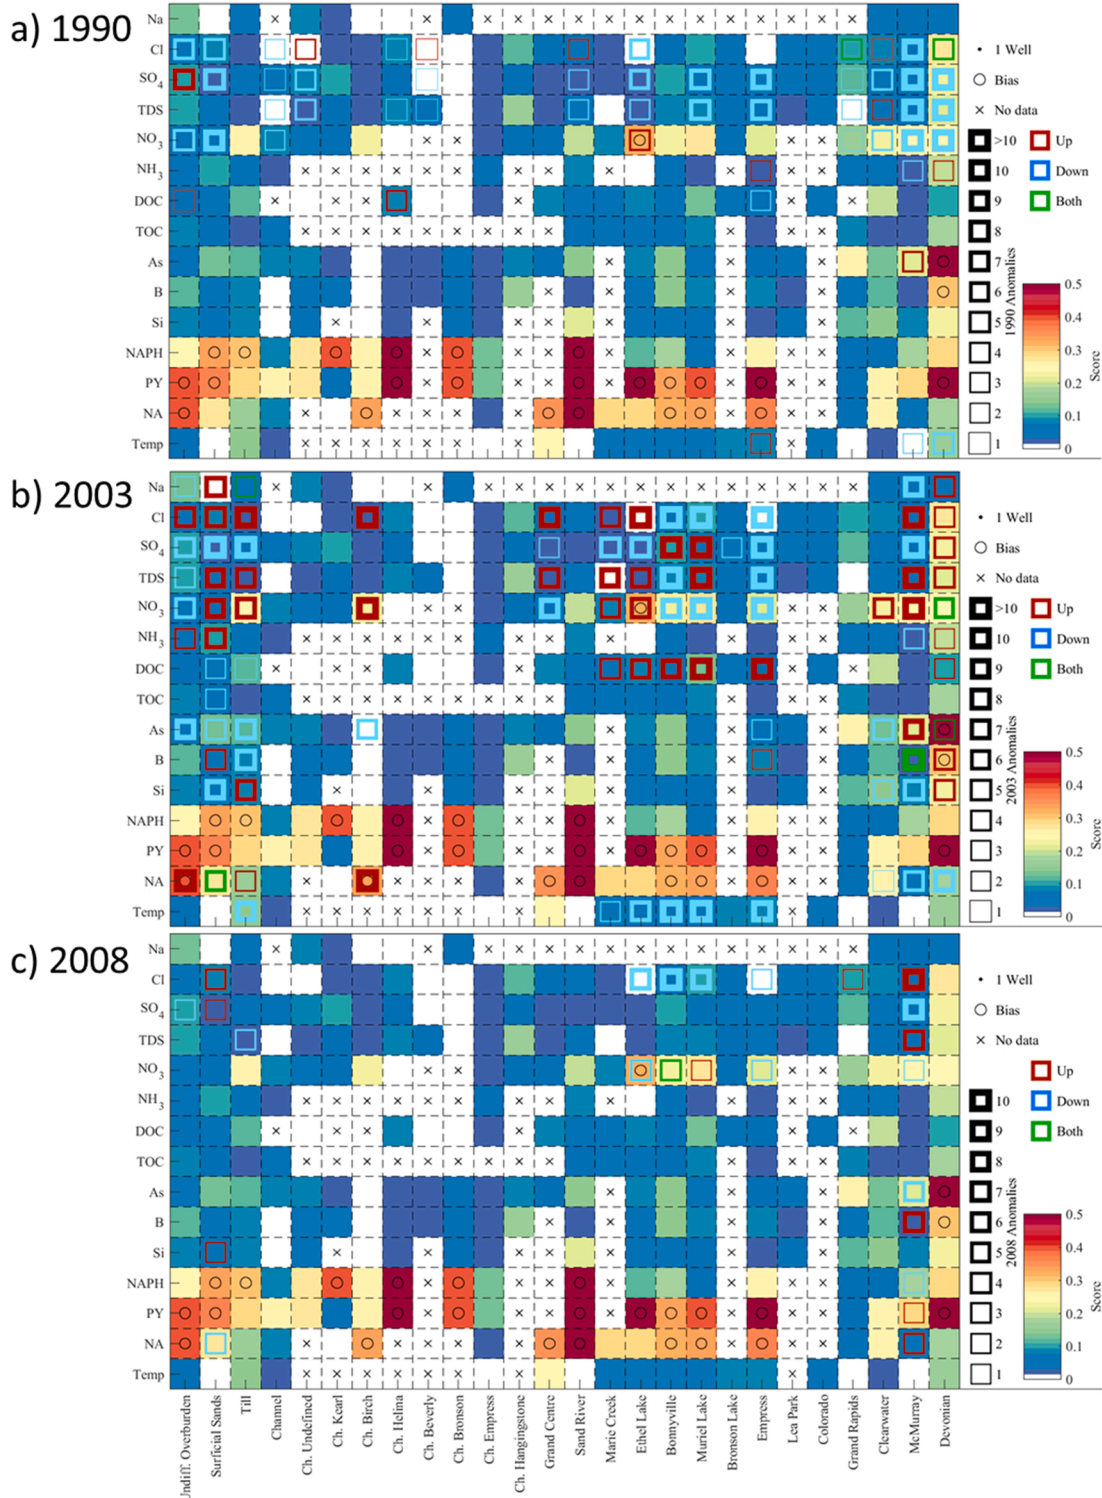 a) 1990
Na
Cl
SO4
TDS
NO3
NH3
DOC
TOC
As
B
Si
NAPH
PY
NA
Temp
• 1 Well
○ Bias
× No data
>10
10
9
8
7
6
5
4
3
2
1
1990 Anomalies
Up
Down
Both
0.5
0.4
0.3
0.2
0.1
0
Score
b) 2003
Na
Cl
SO4
TDS
NO3
NH3
DOC
TOC
As
B
Si
NAPH
PY
NA
Temp
• 1 Well
○ Bias
× No data
>10
10
9
8
7
6
5
4
3
2
1
2003 Anomalies
Up
Down
Both
0.5
0.4
0.3
0.2
0.1
0
Score
c) 2008
Na
Cl
SO4
TDS
NO3
NH3
DOC
TOC
As
B
Si
NAPH
PY
NA
Temp
• 1 Well
○ Bias
× No data
10
9
8
7
6
5
4
3
2
1
2008 Anomalies
Up
Down
Both
0.5
0.4
0.3
0.2
0.1
0
Score
Undiff. Overburden
Surficial Sands
Till
Channel
Ch. Undefined
Ch. Kearl
Ch. Birch
Ch. Helina
Ch. Beverly
Ch. Bronson
Ch. Empress
Ch. Hangingstone
Grand Centre
Sand River
Marie Creek
Ethel Lake
Bonnyville
Muriel Lake
Bronson Lake
Empress
Lea Park
Colorado
Grand Rapids
Clearwater
McMurray
Devonian